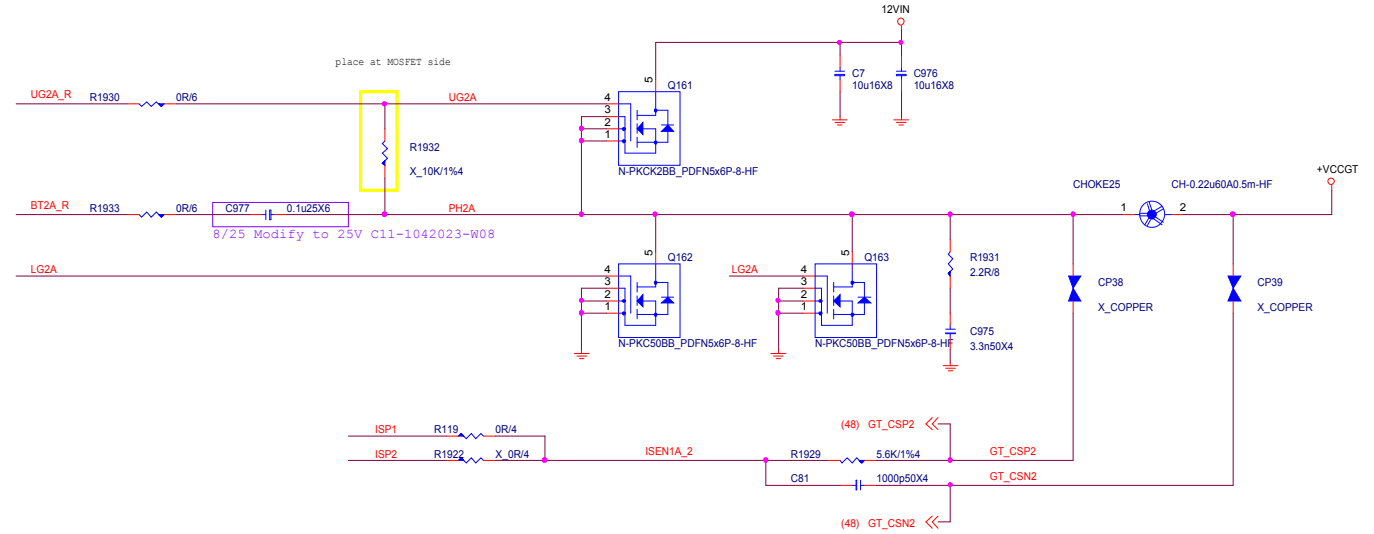 12VIN
place at MOSFET side
UG2A_R
R1930
0R/6
UG2A
4
3
2
1
5
Q161
N-PKCK2BB_PDFN5x6P-8-HF
C7
10u16X8
C976
10u16X8
R1932
X_10K/1%4
BT2A_R
R1933
0R/6
C977
0.1u25X6
PH2A
8/25 Modify to 25V C11-1042023-W08
CHOKE25
CH-0.22u60A0.5m-HF
1
2
+VCCGT
LG2A
4
3
2
1
5
Q162
N-PKC50BB_PDFN5x6P-8-HF
LG2A
4
3
2
1
5
Q163
N-PKC50BB_PDFN5x6P-8-HF
R1931
2.2R/8
C975
3.3n50X4
CP38
X_COPPER
CP39
X_COPPER
ISP1
R119
0R/4
ISP2
R1922
X_0R/4
ISEN1A_2
R1929
5.6K/1%4
C81
1000p50X4
(48) GT_CSP2
GT_CSP2
GT_CSN2
(48) GT_CSN2